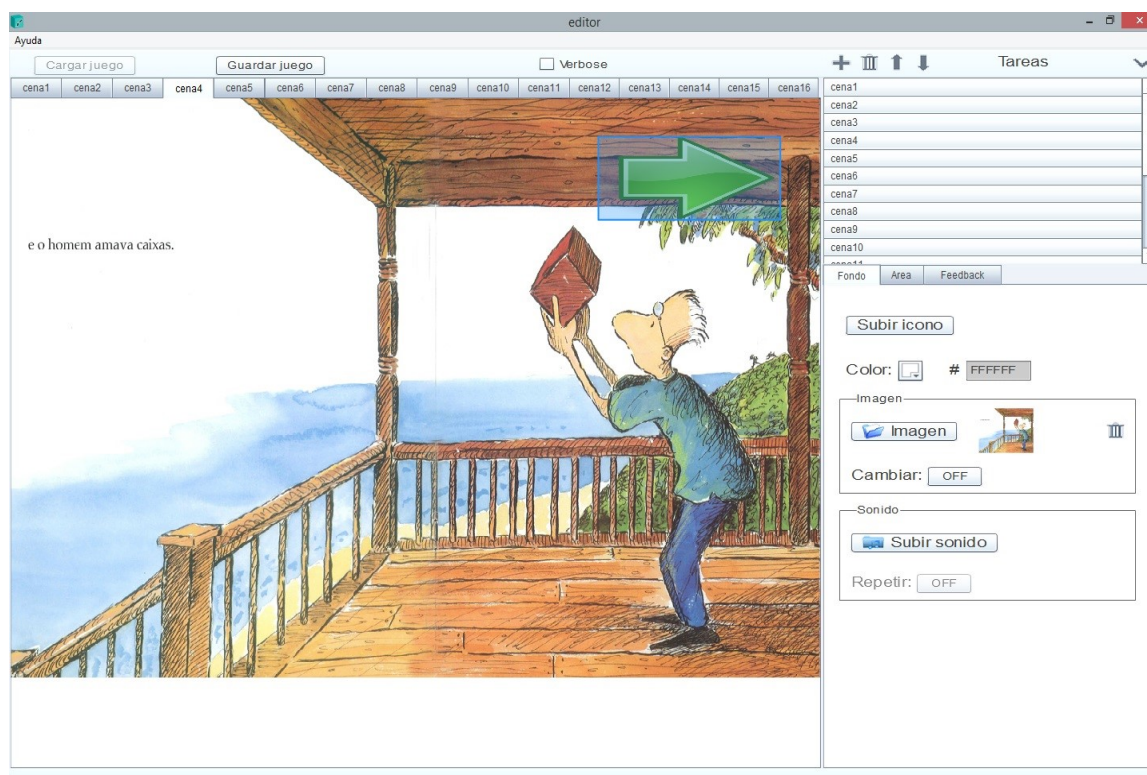 editor
Ayuda
Cargar juego Guardar juego Verbose Tareas
cena1 cena2 cena3 cena4 cena5 cena6 cena7 cena8 cena9 cena10 cena11 cena12 cena13 cena14 cena15 cena16
e o homem amava caixas.
cena1
cena2
cena3
cena4
cena5
cena6
cena7
cena8
cena9
cena10
cena11
Fondo Area Feedback
Subir icono
Color: # FFFFFF
Imagen
Imagen
Cambiar: OFF
Sonido
Subir sonido
Repetir: OFF